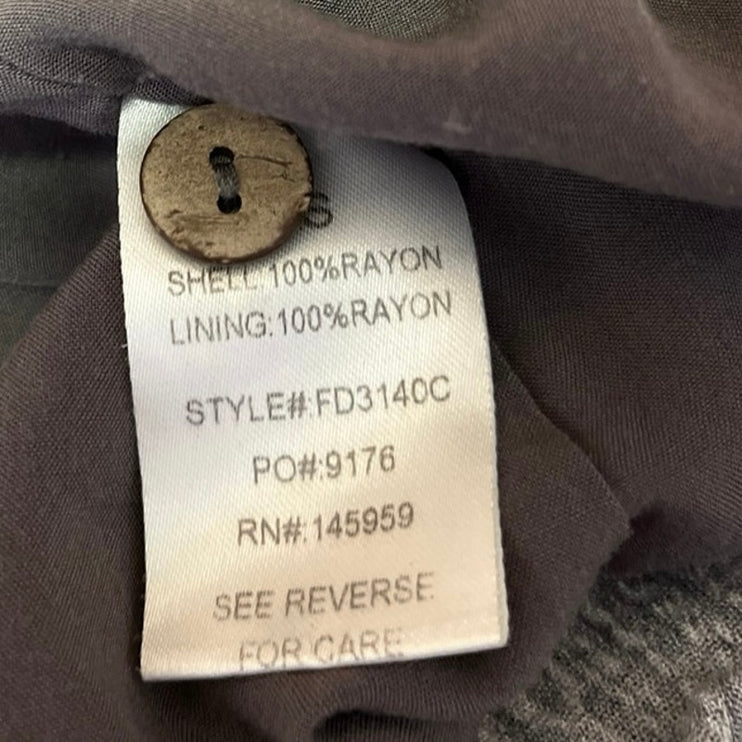 S
SHELL:100%RAYON
LINING:100%RAYON
STYLE#:FD3140C
PO#:9176
RN#:145959
SEE REVERSE
FOR CARE